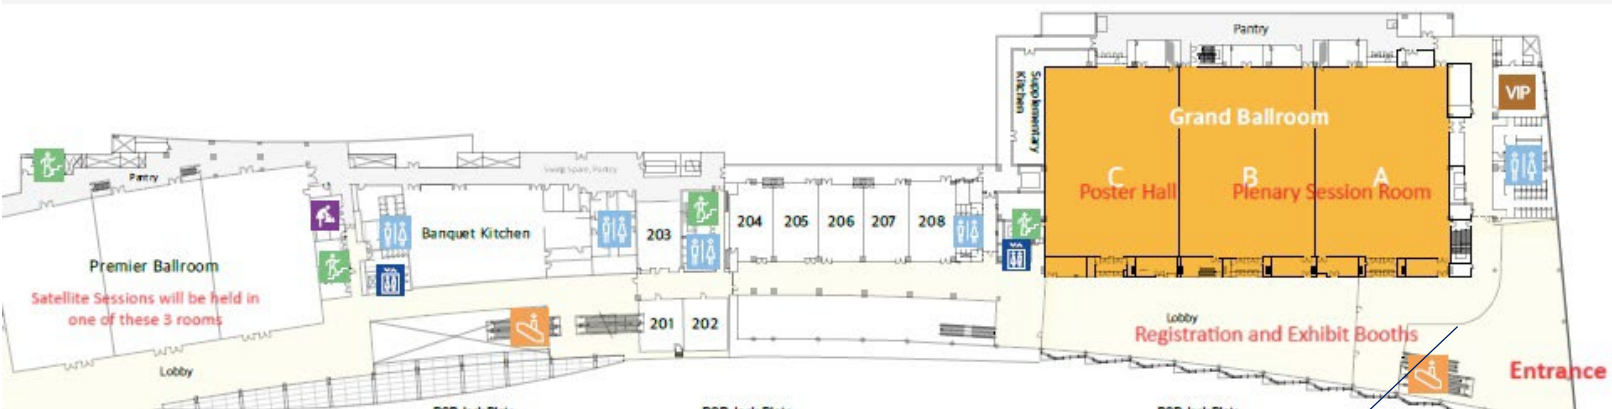 Pantry
Supplementary
Kitchen
VIP
Grand Ballroom
C
B
A
Poster Hall
Plenary Session Room
Pantry
Pantry
204
205
206
207
208
203
Banquet Kitchen
Premier Ballroom
Satellite Sessions will be held in
one of these 3 rooms
201
202
Lobby
Registration and Exhibit Booths
Entrance
Lobby